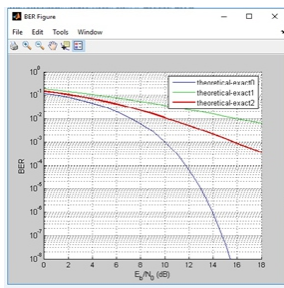 BER Figure
File Edit Tools Window
10^0
10^-1
10^-2
10^-3
10^-4
10^-5
10^-6
10^-7
10^-8
BER
theoretical-exact0
theoretical-exact1
theoretical-exact2
0 2 4 6 8 10 12 14 16 18
E_b/N_0 (dB)